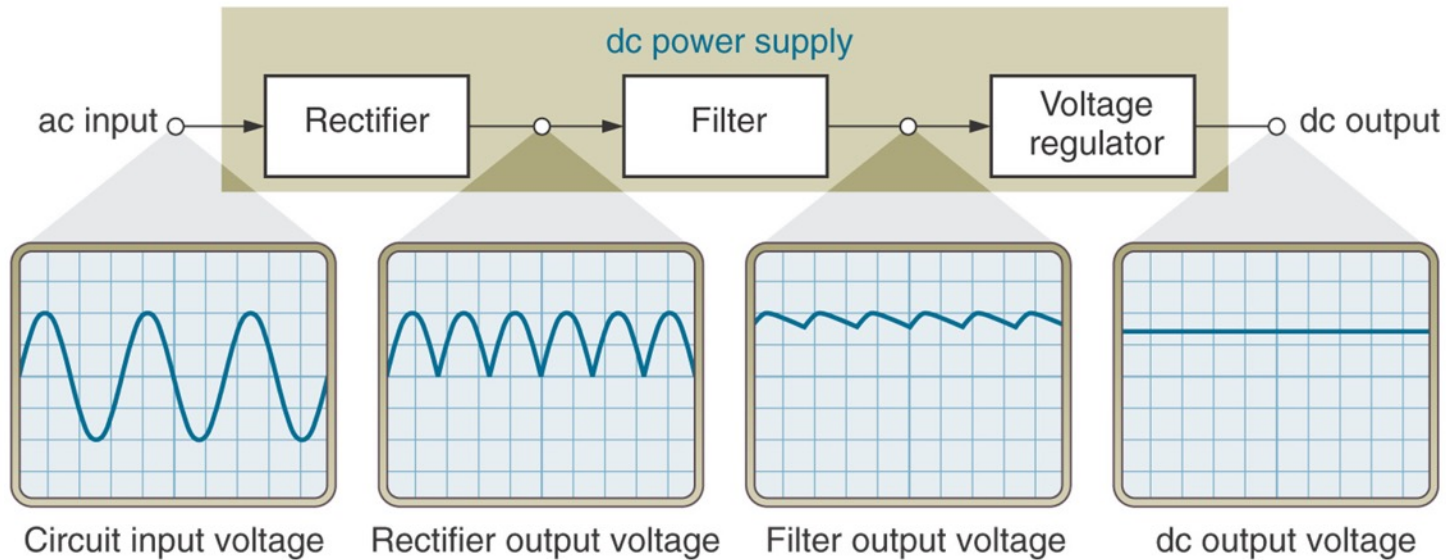 dc power supply
ac input
Rectifier
Filter
Voltage
regulator
dc output
Circuit input voltage
Rectifier output voltage
Filter output voltage
dc output voltage